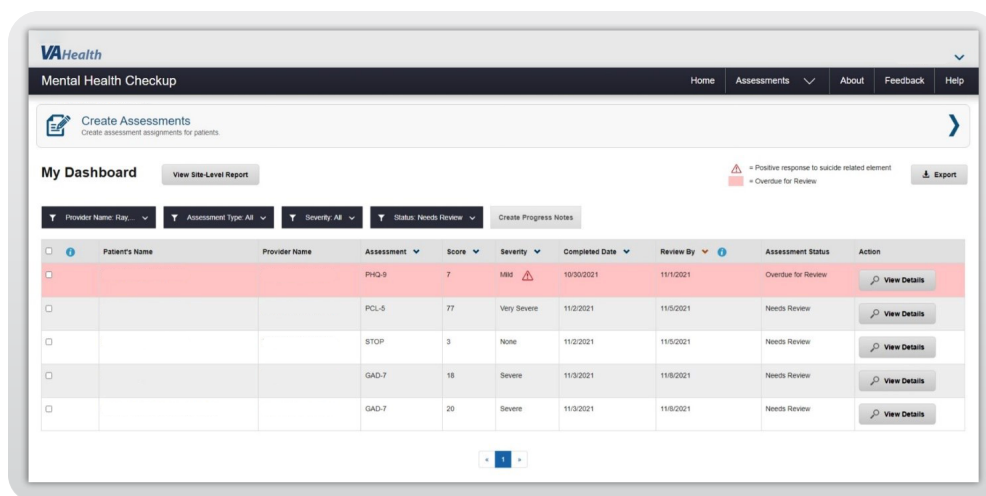 VA Health
Mental Health Checkup Home Assessments About Feedback Help
Create Assessments
Create assessment assignments for patients.
My Dashboard View Site-Level Report
= Positive response to suicide related element
= Overdue for Review
Export
Provider Name: Ray,... Assessment Type: All Severity: All Status: Needs Review Create Progress Notes
Patient's Name Provider Name Assessment Score Severity Completed Date Review By Assessment Status Action
PHQ-9 7 Mild 10/30/2021 11/1/2021 Overdue for Review View Details
PCL-5 77 Very Severe 11/2/2021 11/5/2021 Needs Review View Details
STOP 3 None 11/2/2021 11/5/2021 Needs Review View Details
GAD-7 18 Severe 11/3/2021 11/8/2021 Needs Review View Details
GAD-7 20 Severe 11/3/2021 11/8/2021 Needs Review View Details
« 1 »